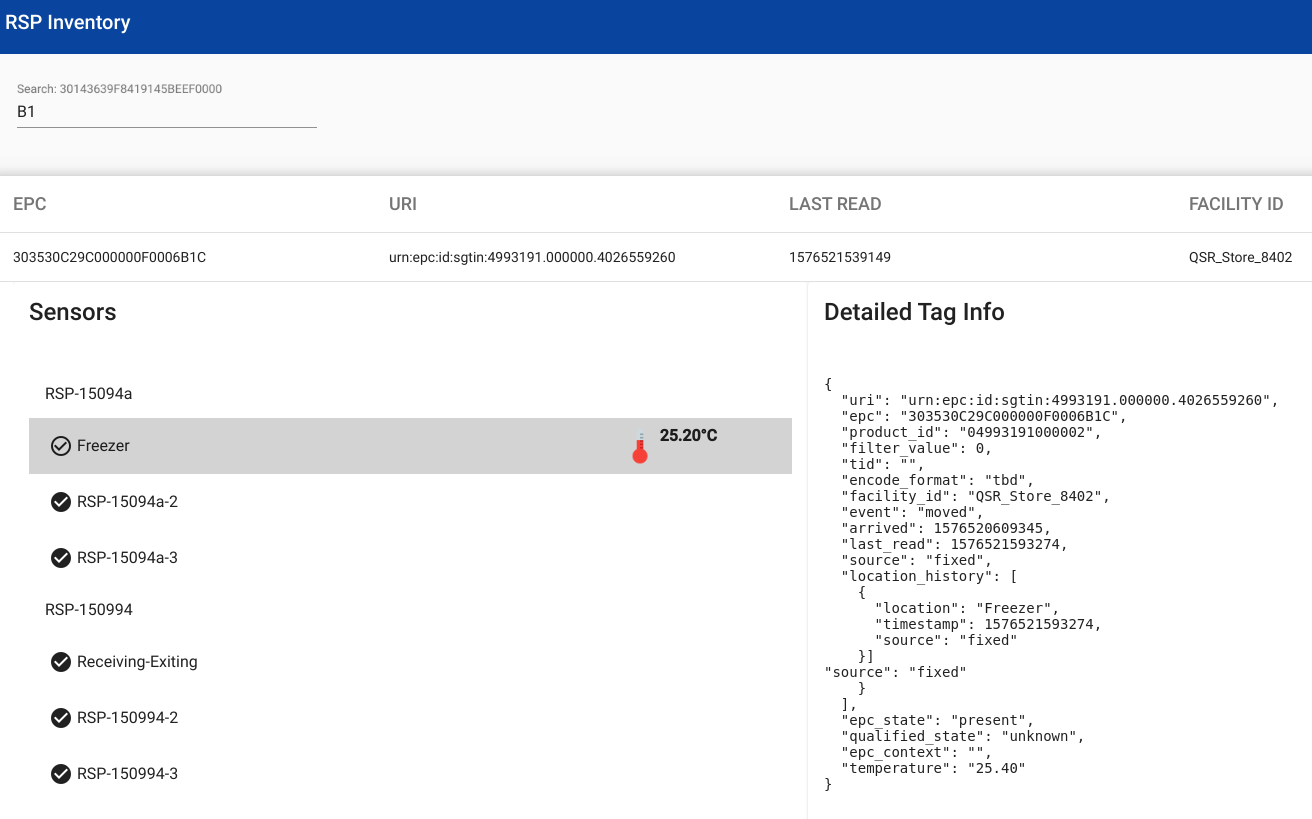 RSP Inventory
Search: 30143639F8419145BEEF0000
B1
EPC URI LAST READ FACILITY ID
303530C29C000000F0006B1C urn:epc:id:sgtin:4993191.000000.4026559260 1576521539149 QSR_Store_8402
Sensors
RSP-15094a
Freezer 25.20°C
RSP-15094a-2
RSP-15094a-3
RSP-150994
Receiving-Exiting
RSP-150994-2
RSP-150994-3
Detailed Tag Info
{
  "uri": "urn:epc:id:sgtin:4993191.000000.4026559260",
  "epc": "303530C29C000000F0006B1C",
  "product_id": "04993191000002",
  "filter_value": 0,
  "tid": "",
  "encode_format": "tbd",
  "facility_id": "QSR_Store_8402",
  "event": "moved",
  "arrived": 1576520609345,
  "last_read": 1576521593274,
  "source": "fixed",
  "location_history": [
    {
      "location": "Freezer",
      "timestamp": 1576521593274,
      "source": "fixed"
    }]
"source": "fixed"
    }
  ],
  "epc_state": "present",
  "qualified_state": "unknown",
  "epc_context": "",
  "temperature": "25.40"
}